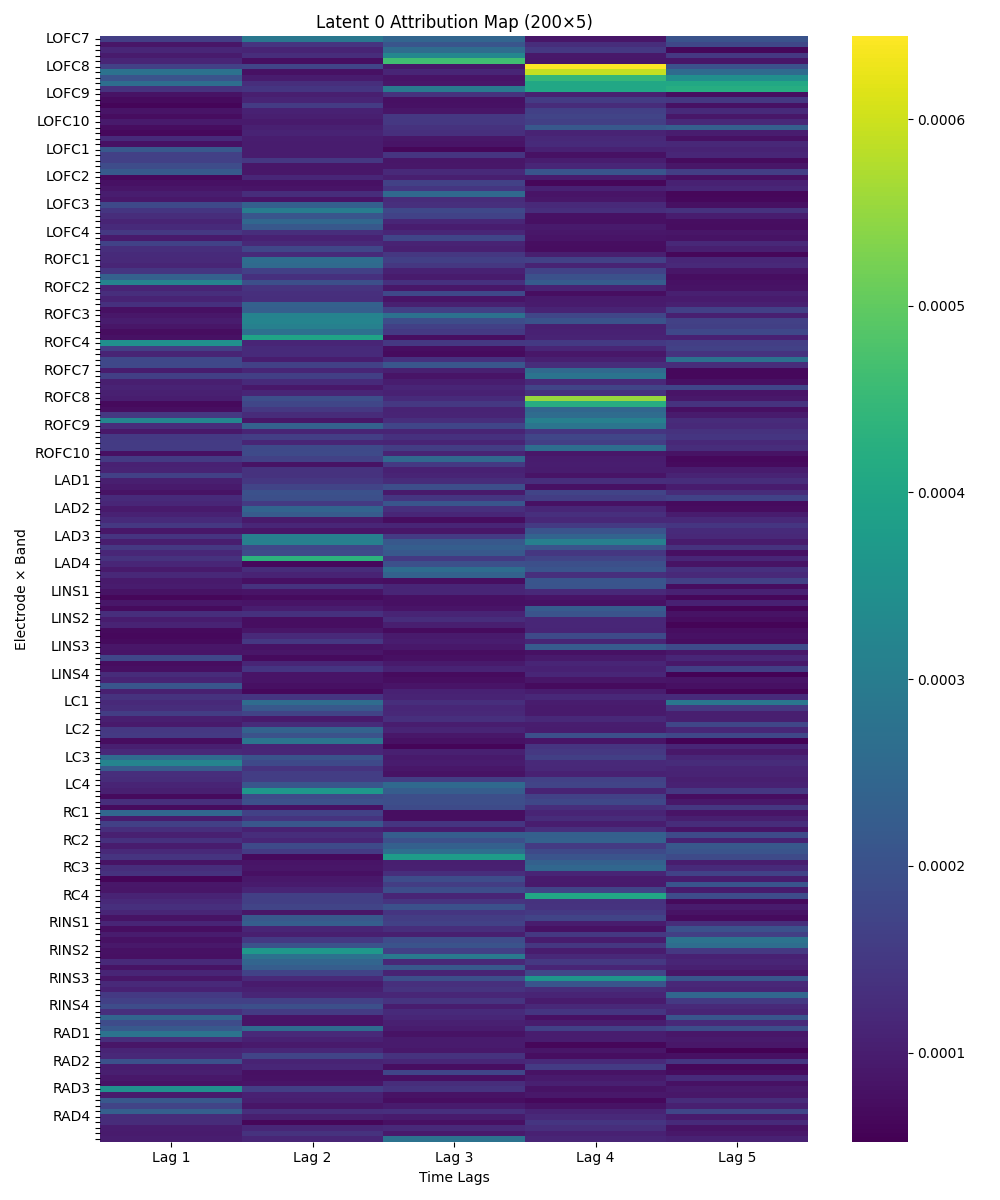 Latent 0 Attribution Map (200×5)
LOFC7
LOFC8
LOFC9
LOFC10
LOFC1
LOFC2
LOFC3
LOFC4
ROFC1
ROFC2
ROFC3
ROFC4
ROFC7
ROFC8
ROFC9
ROFC10
LAD1
LAD2
LAD3
LAD4
LINS1
LINS2
LINS3
LINS4
LC1
LC2
LC3
LC4
RC1
RC2
RC3
RC4
RINS1
RINS2
RINS3
RINS4
RAD1
RAD2
RAD3
RAD4
Electrode × Band
Lag 1 Lag 2 Lag 3 Lag 4 Lag 5
Time Lags
0.0006
0.0005
0.0004
0.0003
0.0002
0.0001